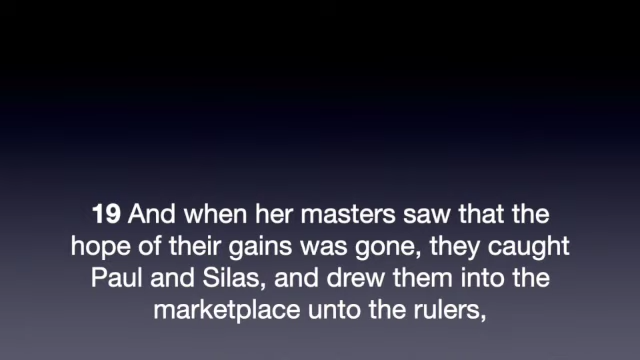 19 And when her masters saw that the
hope of their gains was gone, they caught
Paul and Silas, and drew them into the
marketplace unto the rulers,